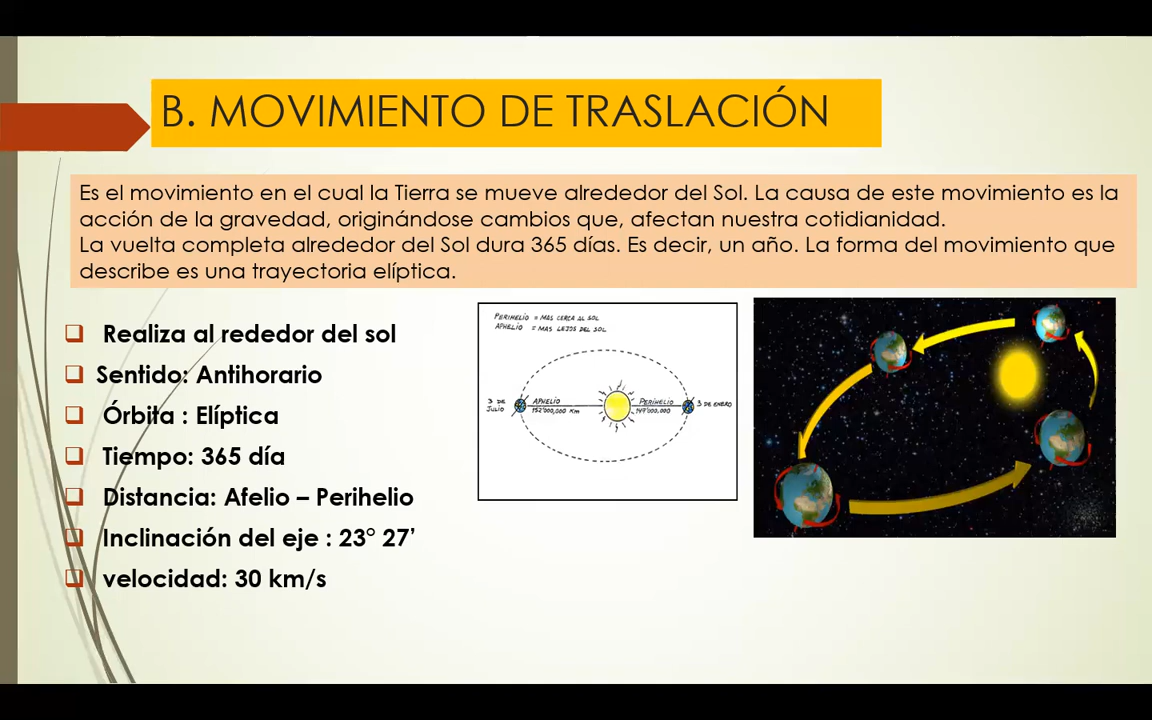 B. MOVIMIENTO DE TRASLACIÓN
Es el movimiento en el cual la Tierra se mueve alrededor del Sol. La causa de este movimiento es la
acción de la gravedad, originándose cambios que, afectan nuestra cotidianidad.
La vuelta completa alrededor del Sol dura 365 días. Es decir, un año. La forma del movimiento que
describe es una trayectoria elíptica.
Realiza al rededor del sol
Sentido: Antihorario
Órbita : Elíptica
Tiempo: 365 día
Distancia: Afelio – Perihelio
Inclinación del eje : 23° 27’
velocidad: 30 km/s
PERIHELIO = MAS CERCA AL SOL
APHELIO = MAS LEJOS DEL SOL
3 DE
JULIO
APHELIO
152'000,000 Km
PERIHELIO
147'000,000
3 DE ENERO